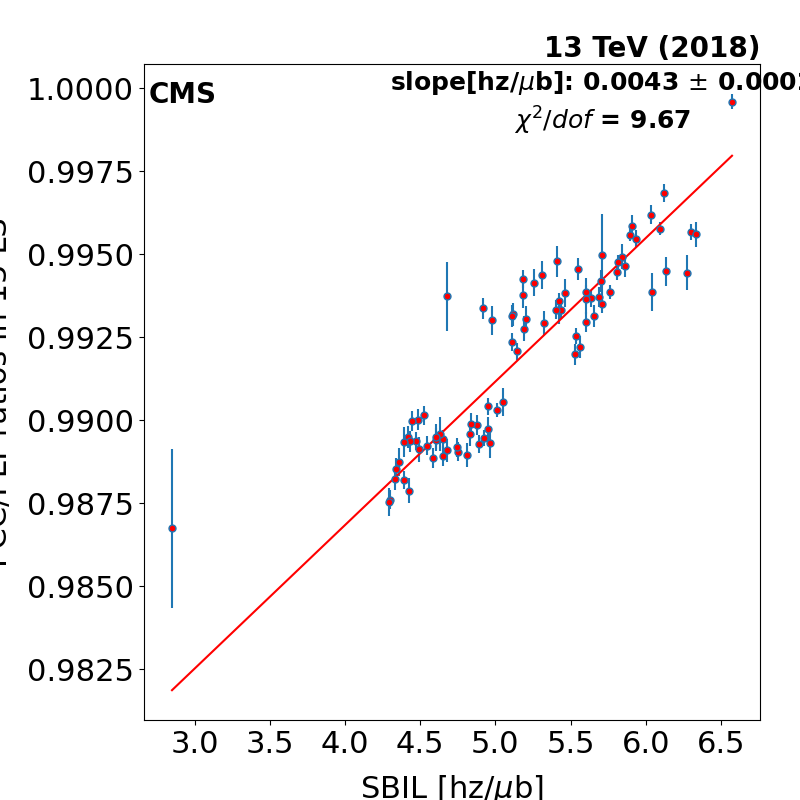 13 TeV (2018)
CMS
slope[hz/μb]: 0.0043 ± 0.000
χ²/dof = 9.67
1.0000
0.9975
0.9950
0.9925
0.9900
0.9875
0.9850
0.9825
3.0 3.5 4.0 4.5 5.0 5.5 6.0 6.5
SBIL [hz/μb]